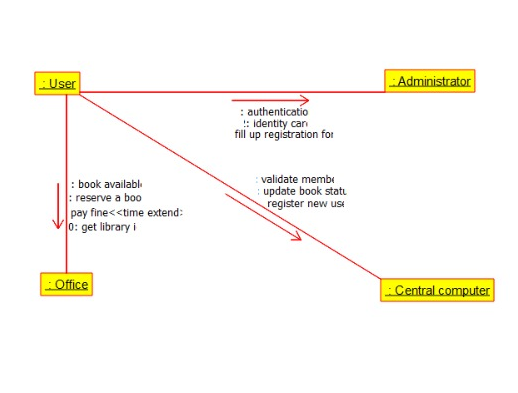 : User
: Administrator
: authenticatio
: identity car
fill up registration for
: book availabl
: reserve a boo
pay fine<<time extend>
0: get library i
: validate membe
: update book statu
register new use
: Office
: Central computer